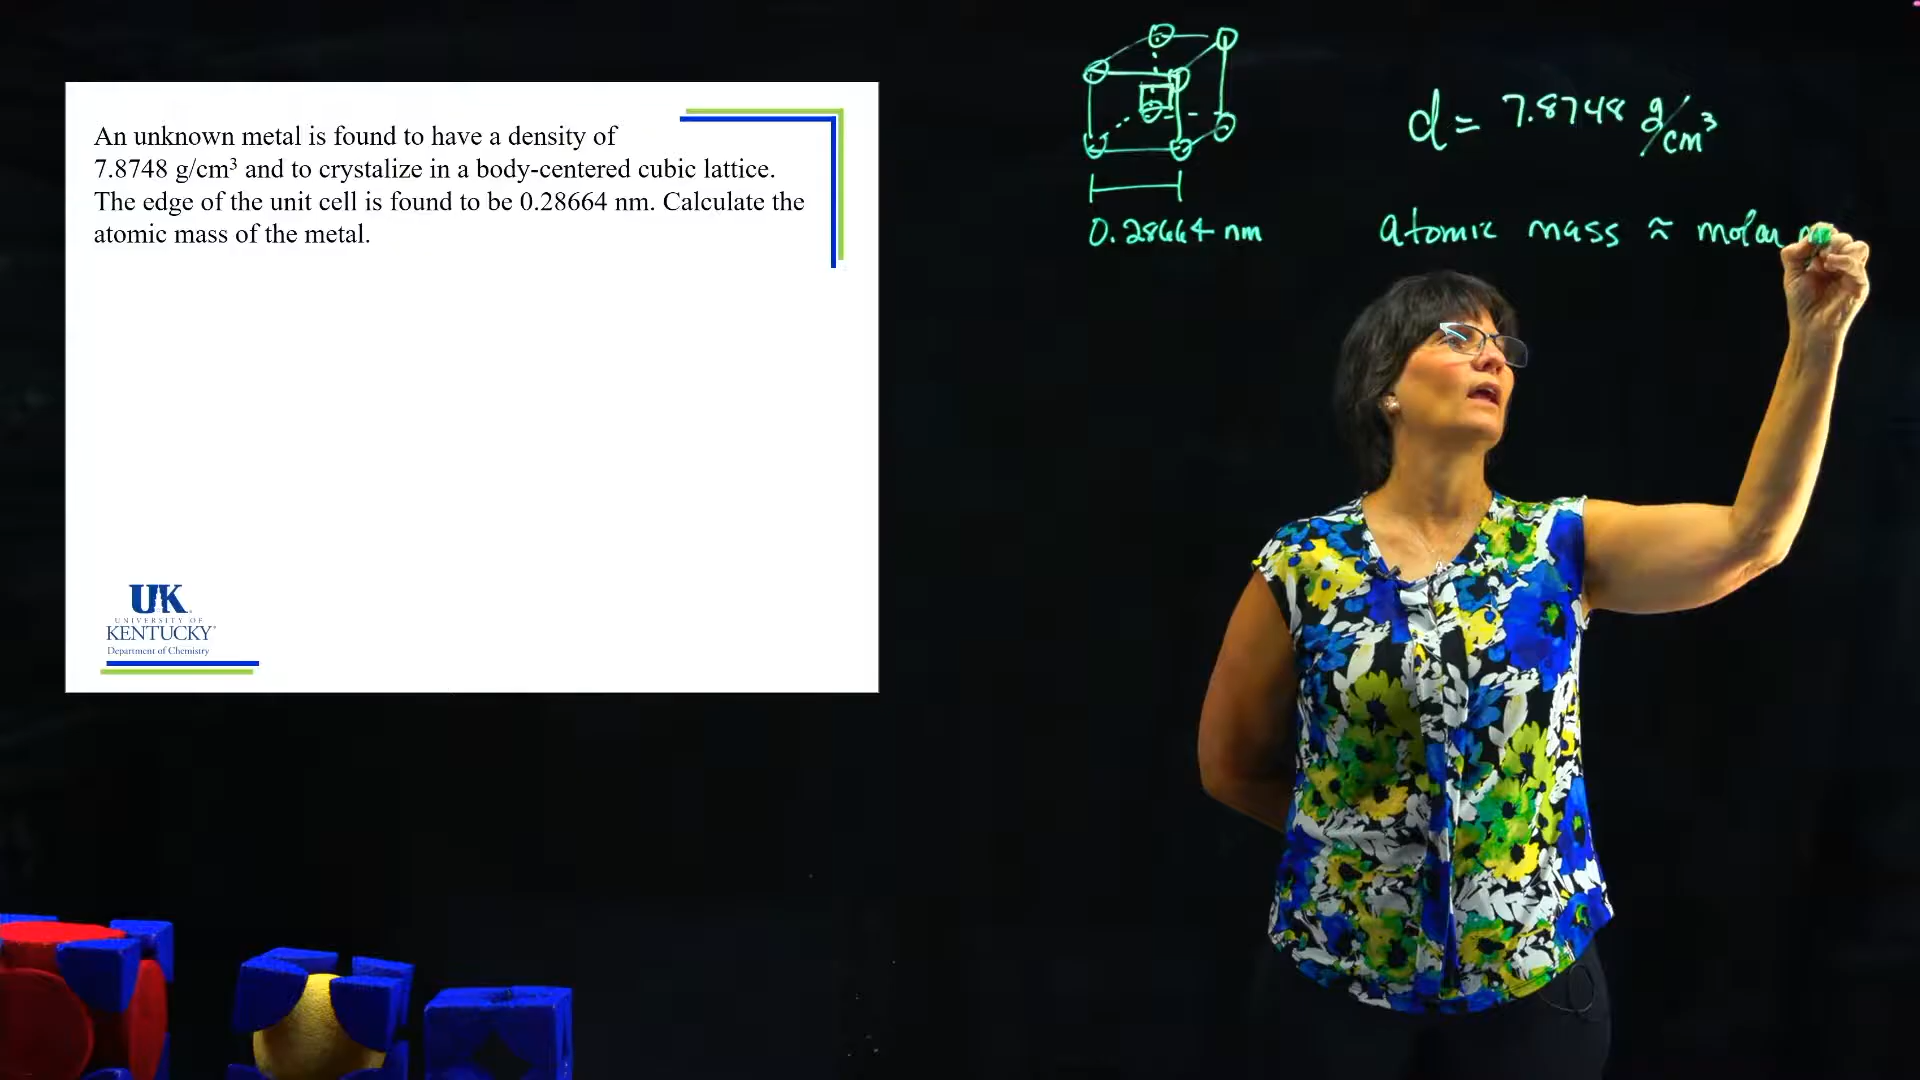 An unknown metal is found to have a density of
7.8748 g/cm³ and to crystalize in a body-centered cubic lattice.
The edge of the unit cell is found to be 0.28664 nm. Calculate the
atomic mass of the metal.
UK
UNIVERSITY OF
KENTUCKY
Department of Chemistry
0.28664 nm
d = 7.8748 g/cm³
atomic mass ≈ molar